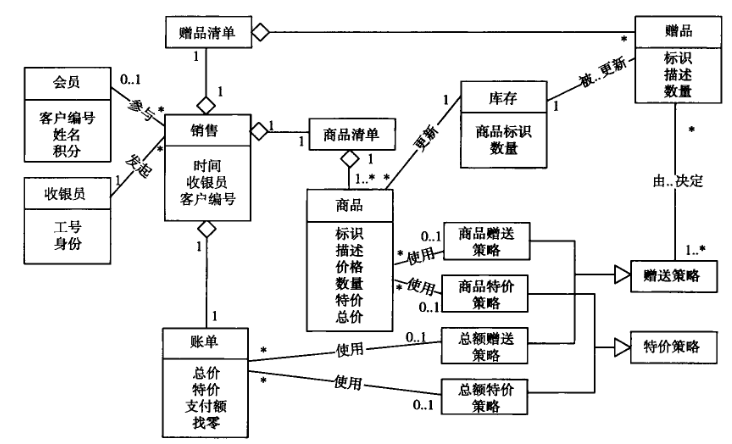 赠品清单
1
*
赠品
标识
描述
数量
会员
客户编号
姓名
积分
0..1
参与
*
1
销售
时间
收银员
客户编号
1
1
商品清单
1
库存
商品标识
数量
1
被..更新
1
更新
*
收银员
工号
身份
1
发起
*
1..*
商品
标识
描述
价格
数量
特价
总价
*
由..决定
1..*
*
使用
0..1
商品赠送
策略
*
使用
0..1
商品特价
策略
赠送策略
特价策略
1
1
账单
总价
特价
支付额
找零
*
使用
0..1
总额赠送
策略
*
使用
0..1
总额特价
策略